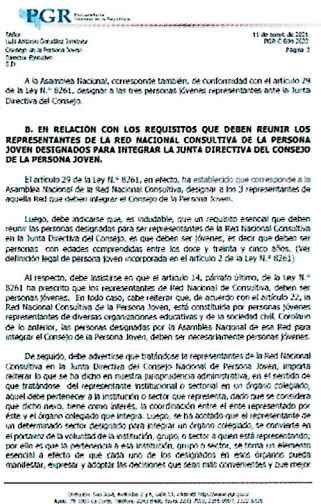 PGR Procuraduría
General de la República
Señor
Luis Antonio González Jiménez
Consejo de la Persona Joven
Director Ejecutivo
S.D.
11 de enero de 2021
Página 3
A la Asamblea Nacional, corresponde también, de conformidad con el artículo 29
de la Ley N.° 8261, designar a las tres personas jóvenes representantes ante la Junta
Directiva del Consejo.
B. EN RELACIÓN CON LOS REQUISITOS QUE DEBEN REUNIR LOS
REPRESENTANTES DE LA RED NACIONAL CONSULTIVA DE LA PERSONA
JOVEN DESIGNADOS PARA INTEGRAR LA JUNTA DIRECTIVA DEL CONSEJO
DE LA PERSONA JOVEN.
El artículo 29 de la Ley N.° 8261, en efecto, ha establecido que corresponde a la
Asamblea Nacional de la Red Nacional Consultiva, designar a los 3 representantes de
aquella Red que deben integrar el Consejo de la Persona Joven.
Luego, debe indicarse que, es indudable, que un requisito esencial que deben
reunir las personas designadas para ser representantes de la Red Nacional Consultiva
en la Junta Directiva del Consejo, es que deben ser jóvenes, es decir que deben ser
personas con edades comprendidas entre los doce y treinta y cinco años. (Ver
definición legal de persona joven incorporada en el artículo 2 de la Ley N.° 8261)
Al respecto, debe insistirse en que el artículo 14, párrafo último, de la Ley N.°
8261 ha prescrito que los representantes de Red Nacional de Consultiva, deben ser
personas jóvenes. En todo caso, cabe reiterar que, de acuerdo con el artículo 22, la
Red Nacional Consultiva de la Persona Joven, está constituida por personas jóvenes
representantes de diversas organizaciones educativas y de la sociedad civil. Corolario
de lo anterior, las personas designadas por la Asamblea Nacional de esa Red para
integrar el Consejo de la Persona Joven, deben ser necesariamente personas jóvenes.
De seguido, debe advertirse que tratándose de representantes de la Red Nacional
Consultiva en la Junta Directiva del Consejo Nacional de Persona Joven, importa
reiterar lo que se ha dicho en nuestra jurisprudencia administrativa, en el sentido de
que tratándose del representante institucional o sectorial en un órgano colegiado,
aquel debe pertenecer a la institución o sector que representa, dado que se considera
que dicho nexo, tiene como interés, la coordinación entre el ente representado por
éste y el órgano colegiado que integra. Luego, se ha acotado que el representante de
un determinado sector designado para integrar un órgano colegiado, se convierte en
el portavoz de la voluntad de la institución, grupo, o sector a quien está representando;
por ello es que la pertenencia a esa institución, grupo o sector, se torna un elemento
esencial a efecto de que cada uno de los designados en esos órganos pueda
manifestar, expresar y adoptar las decisiones que sean más convenientes y que mejor